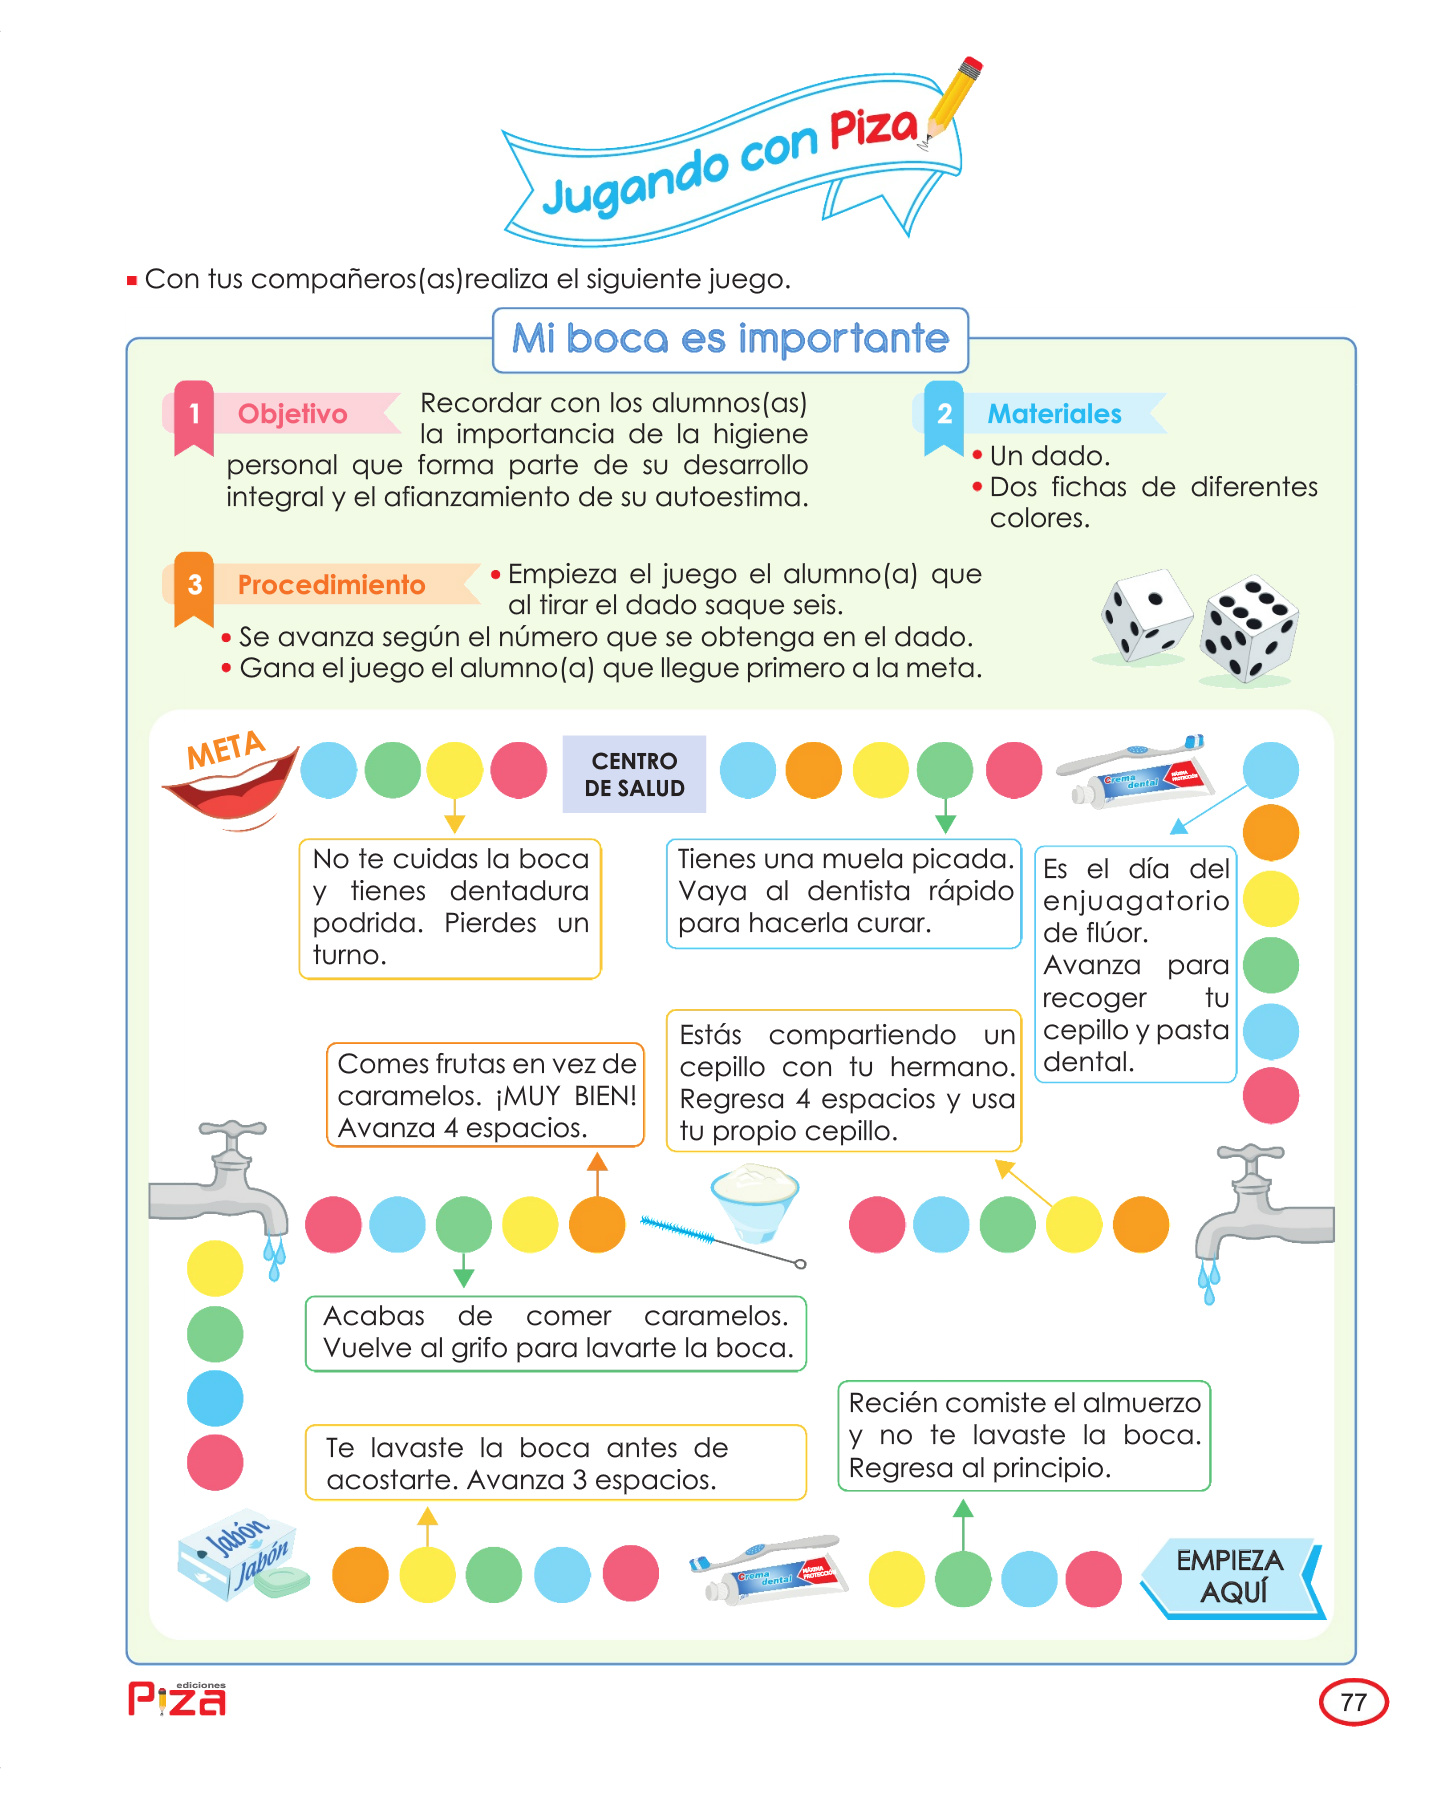 Jugando con Piza
Con tus compañeros(as)realiza el siguiente juego.
Mi boca es importante
1 Objetivo
Recordar con los alumnos(as)
la importancia de la higiene
personal que forma parte de su desarrollo
integral y el afianzamiento de su autoestima.
2 Materiales
• Un dado.
• Dos fichas de diferentes
colores.
3 Procedimiento
• Empieza el juego el alumno(a) que
al tirar el dado saque seis.
• Se avanza según el número que se obtenga en el dado.
• Gana el juego el alumno(a) que llegue primero a la meta.
META
CENTRO
DE SALUD
Crema
dental
MÁXIMA
PROTECCIÓN
No te cuidas la boca
y tienes dentadura
podrida. Pierdes un
turno.
Tienes una muela picada.
Vaya al dentista rápido
para hacerla curar.
Es el día del
enjuagatorio
de flúor.
Avanza para
recoger tu
cepillo y pasta
dental.
Comes frutas en vez de
caramelos. ¡MUY BIEN!
Avanza 4 espacios.
Estás compartiendo un
cepillo con tu hermano.
Regresa 4 espacios y usa
tu propio cepillo.
Acabas de comer caramelos.
Vuelve al grifo para lavarte la boca.
Te lavaste la boca antes de
acostarte. Avanza 3 espacios.
Recién comiste el almuerzo
y no te lavaste la boca.
Regresa al principio.
Jabón
Jabón
Crema
dental
MÁXIMA
PROTECCIÓN
EMPIEZA
AQUÍ
ediciones
Piza
77